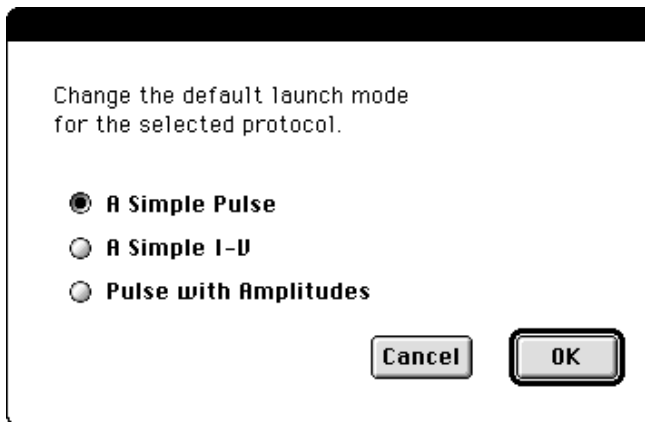 Change the default launch mode
for the selected protocol.
A Simple Pulse
A Simple I-V
Pulse with Amplitudes
Cancel
OK